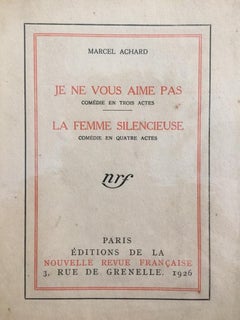 MARCEL ACHARD
JE NE VOUS AIME PAS
COMÉDIE EN TROIS ACTES
LA FEMME SILENCIEUSE
COMÉDIE EN QUATRE ACTES
nrf
PARIS
ÉDITIONS DE LA
NOUVELLE REVUE FRANÇAISE
3, RUE DE GRENELLE. 1926